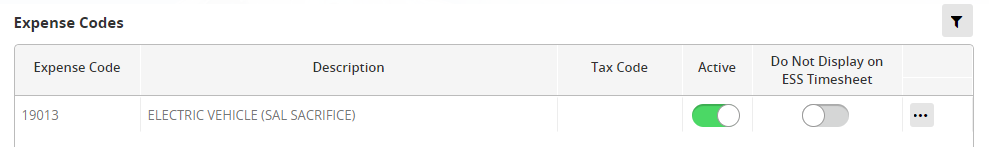 Expense Codes
Expense Code Description Tax Code Active Do Not Display on
ESS Timesheet
19013 ELECTRIC VEHICLE (SAL SACRIFICE)